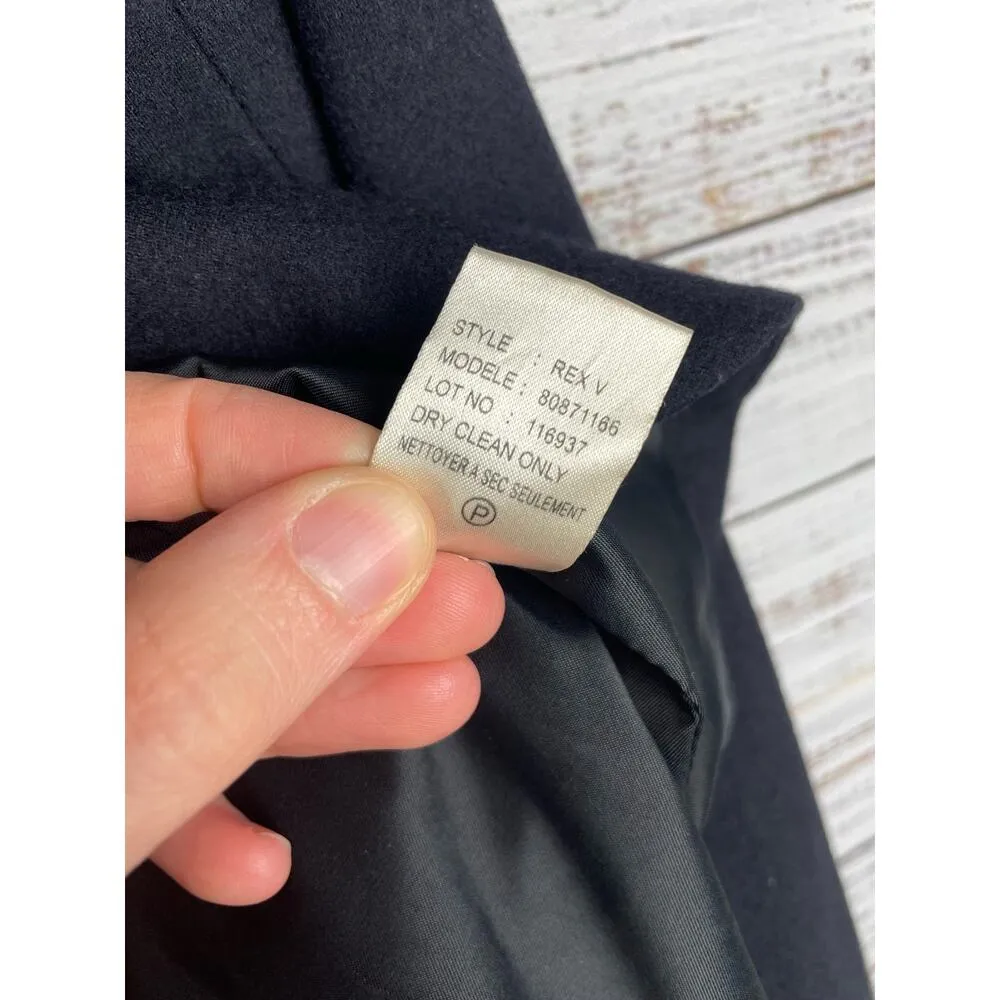 STYLE : REX V
MODELE : 80871166
LOT NO : 116937
DRY CLEAN ONLY
NETTOYER A SEC SEULEMENT
P